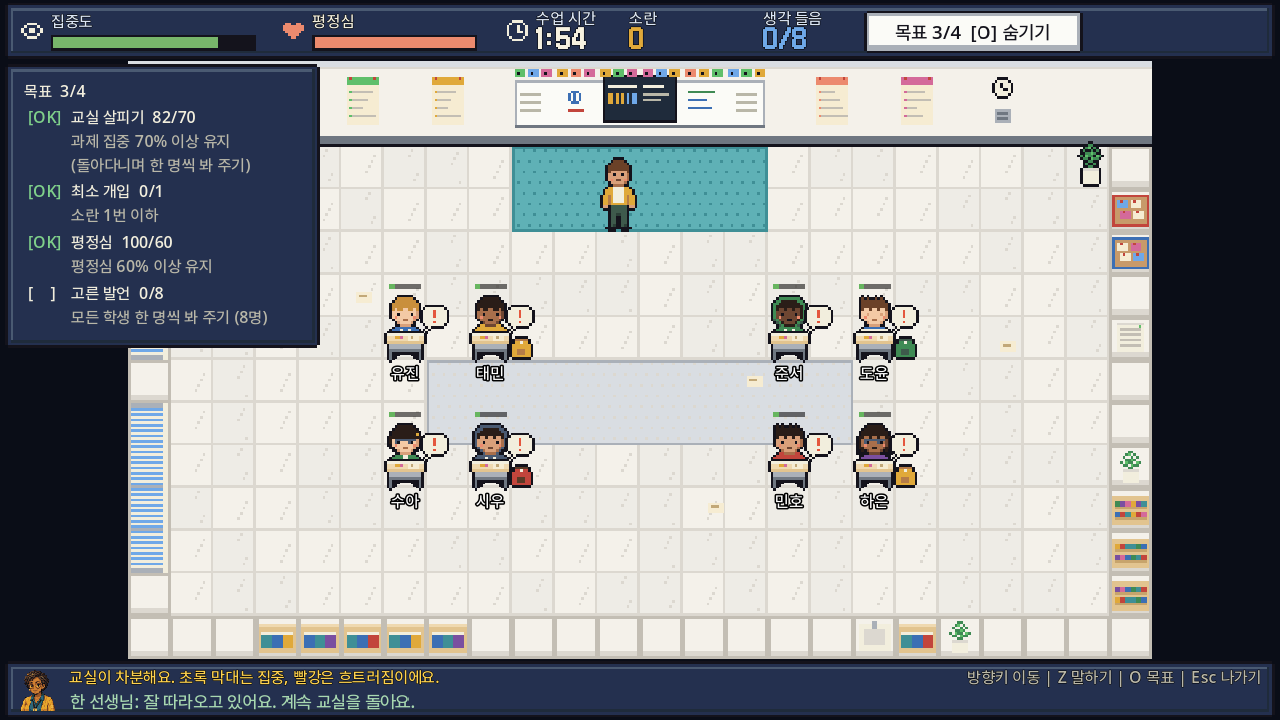 집중도
평정심
수업 시간
1:54
소란
0
생각 들음
0/8
목표 3/4 [O] 숨기기
목표 3/4
[OK] 교실 살피기 82/70
과제 집중 70% 이상 유지
(돌아다니며 한 명씩 봐 주기)
[OK] 최소 개입 0/1
소란 1번 이하
[OK] 평정심 100/60
평정심 60% 이상 유지
[ ] 고른 발언 0/8
모든 학생 한 명씩 봐 주기 (8명)
유진
태민
준서
도윤
수아
시우
민호
하은
교실이 차분해요. 초록 막대는 집중, 빨강은 흐트러짐이에요.
한 선생님: 잘 따라오고 있어요. 계속 교실을 돌아요.
방향키 이동 | Z 말하기 | O 목표 | Esc 나가기